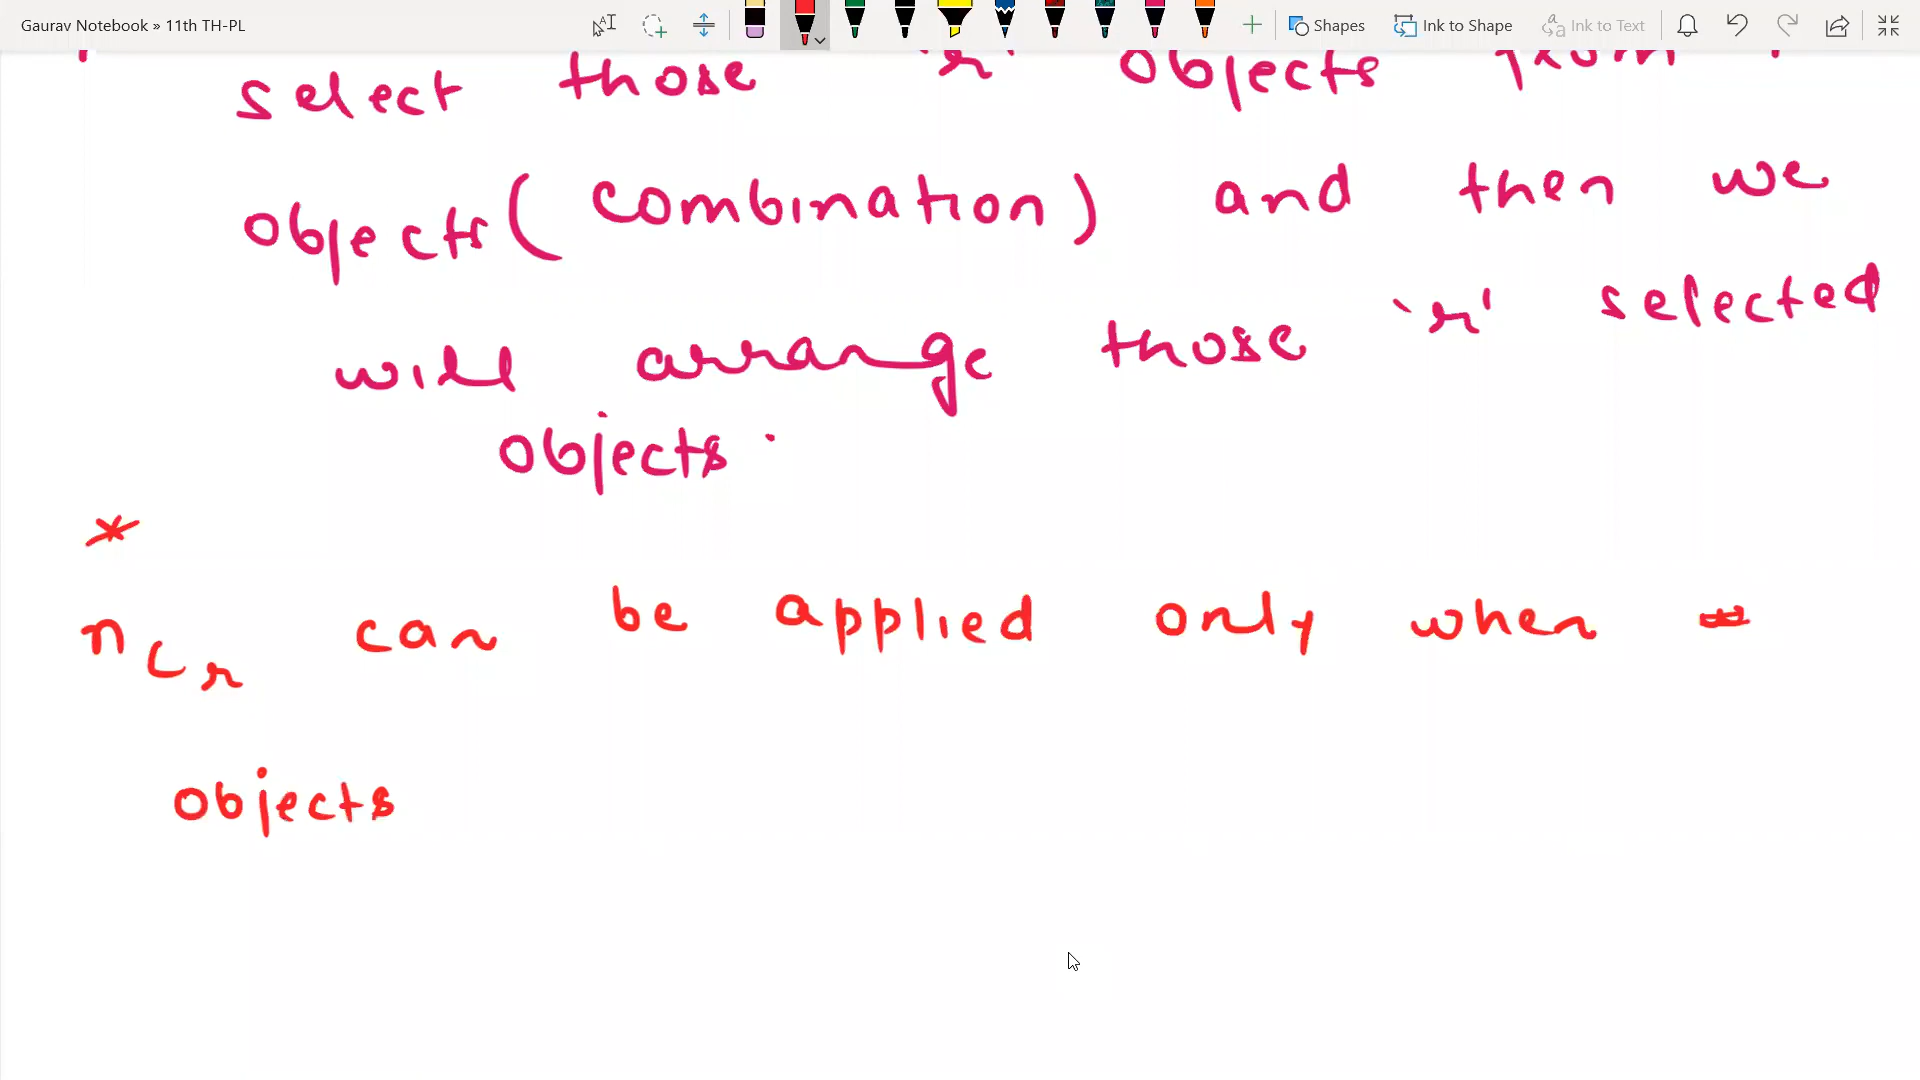 Gaurav Notebook » 11th TH-PL
Shapes Ink to Shape Ink to Text
select those 'r' objects from
objects (combination) and then we
will arrange those 'r' selected
objects.
*
nCr can be applied only when
objects